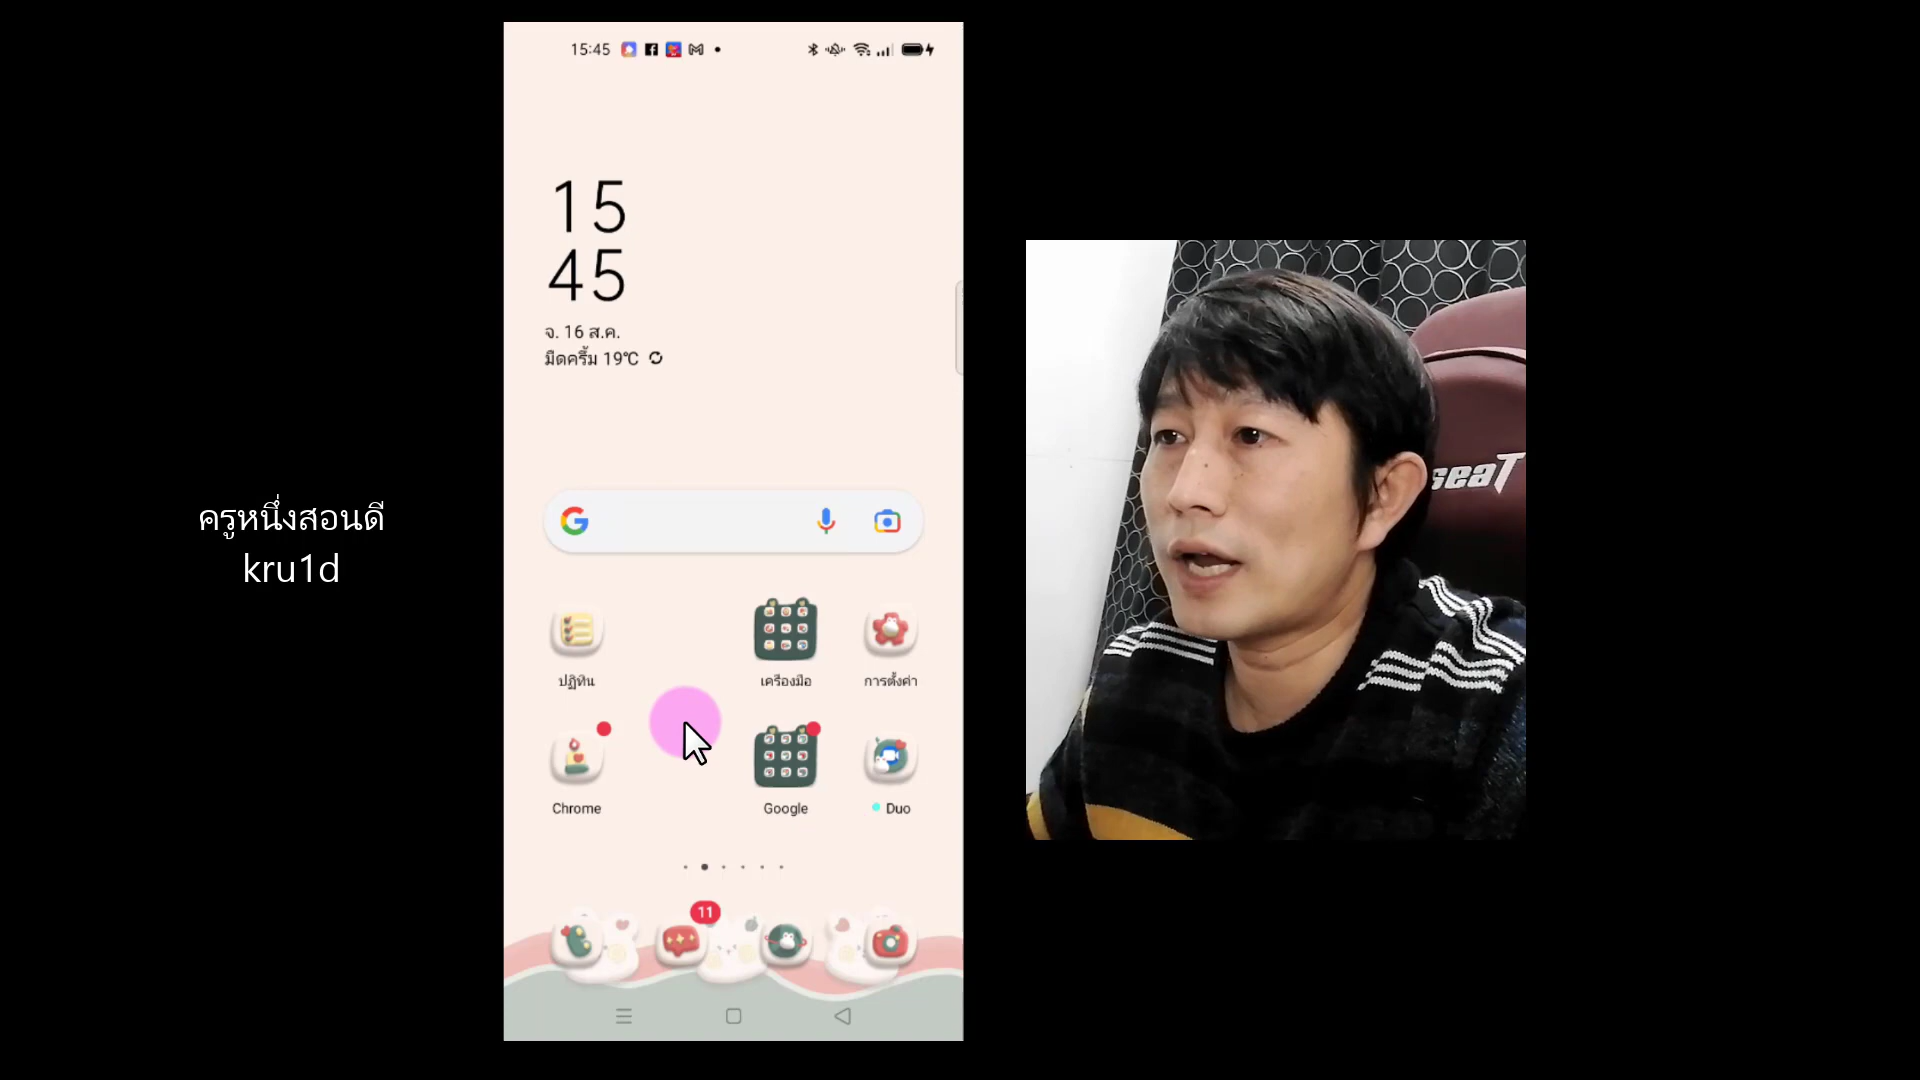 15:45
15
45
จ. 16 ส.ค.
มืดครึ้ม 19°C
ครูหนึ่งสอนดี
kru1d
seaT
ปฏิทิน
เครื่องมือ
การตั้งค่า
Chrome
Google
Duo
11